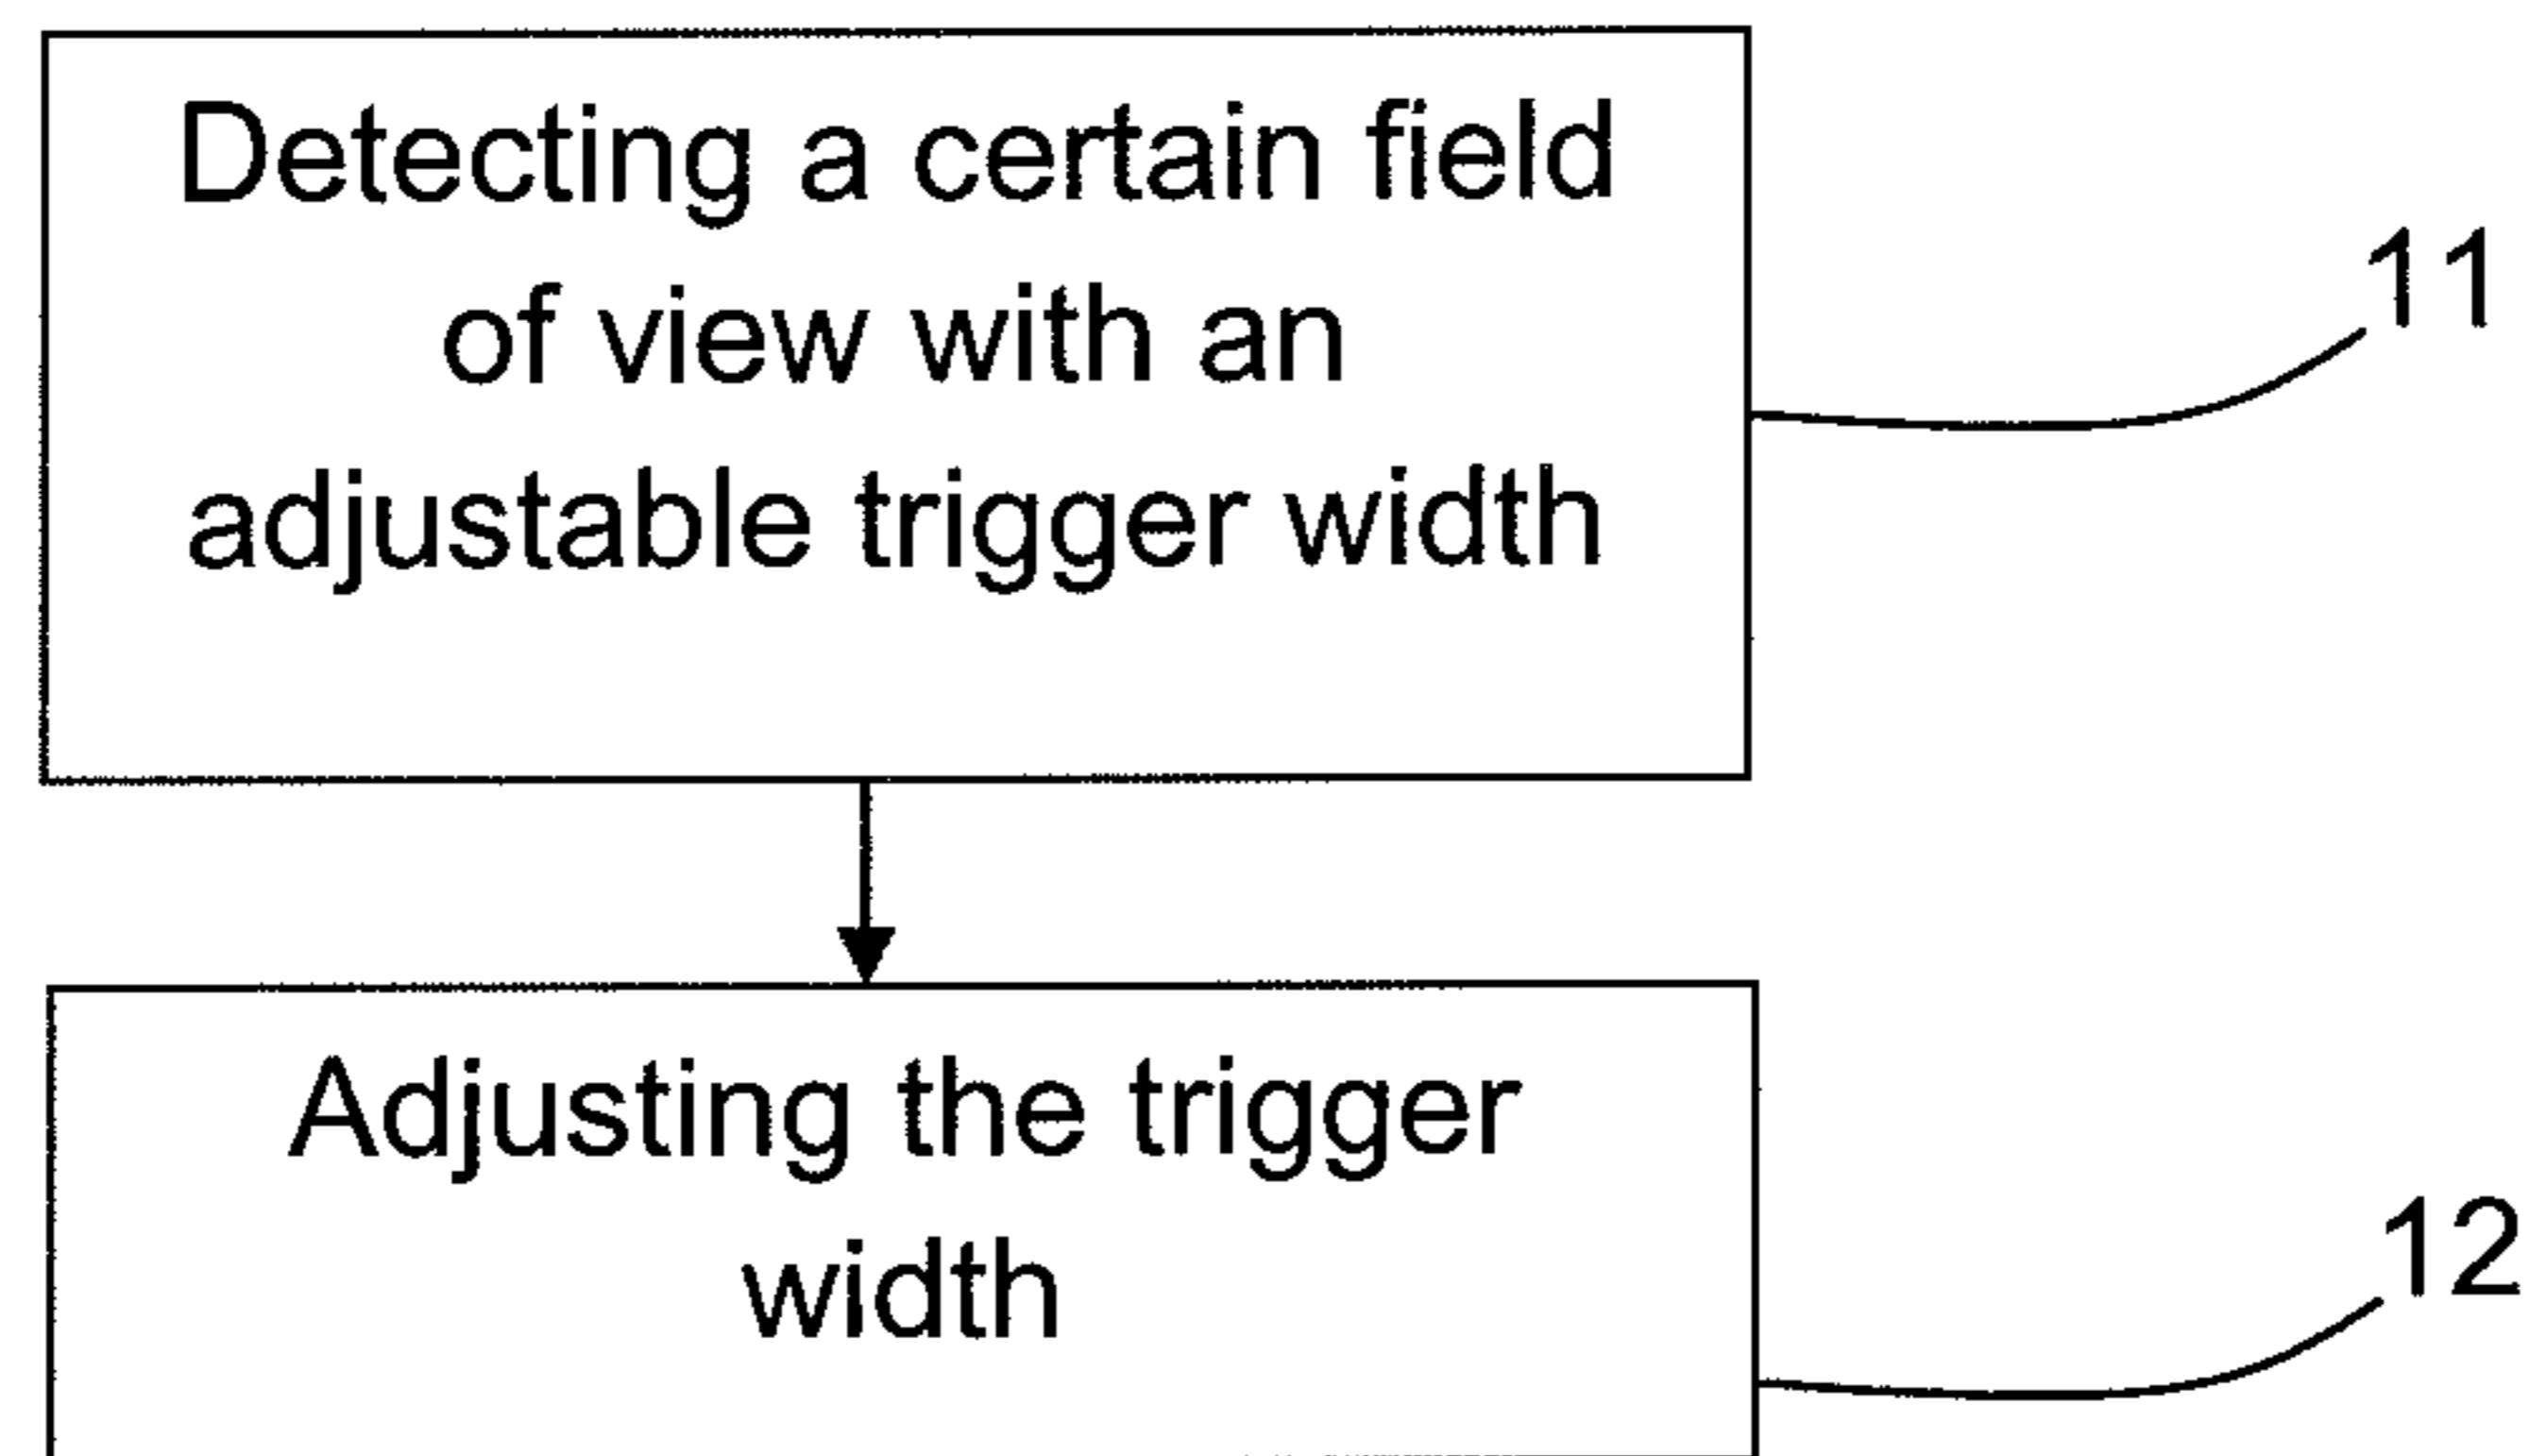 Detecting a certain field
of view with an
adjustable trigger width
11
Adjusting the trigger
width
12